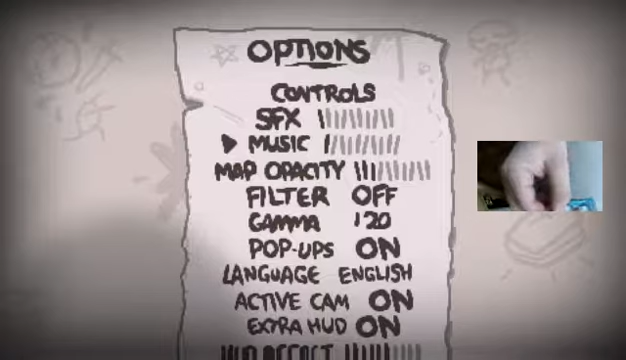 OPTIONS
CONTROLS
SFX
MUSIC
MAP OPACITY
FILTER OFF
GAMMA 120
POP-UPS ON
LANGUAGE ENGLISH
ACTIVE CAM ON
EXTRA HUD ON